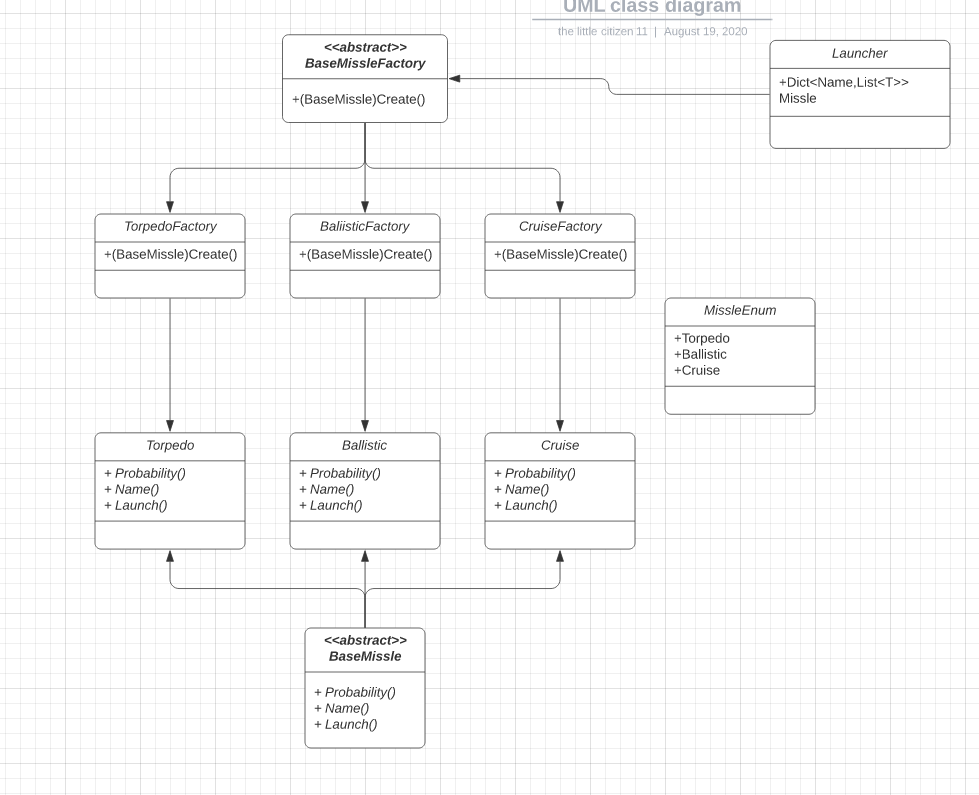 UML class diagram
the little citizen 11 | August 19, 2020
<<abstract>>
BaseMissleFactory
+(BaseMissle)Create()
Launcher
+Dict<Name,List<T>>
Missle
TorpedoFactory
+(BaseMissle)Create()
BaliisticFactory
+(BaseMissle)Create()
CruiseFactory
+(BaseMissle)Create()
MissleEnum
+Torpedo
+Ballistic
+Cruise
Torpedo
+ Probability()
+ Name()
+ Launch()
Ballistic
+ Probability()
+ Name()
+ Launch()
Cruise
+ Probability()
+ Name()
+ Launch()
<<abstract>>
BaseMissle
+ Probability()
+ Name()
+ Launch()